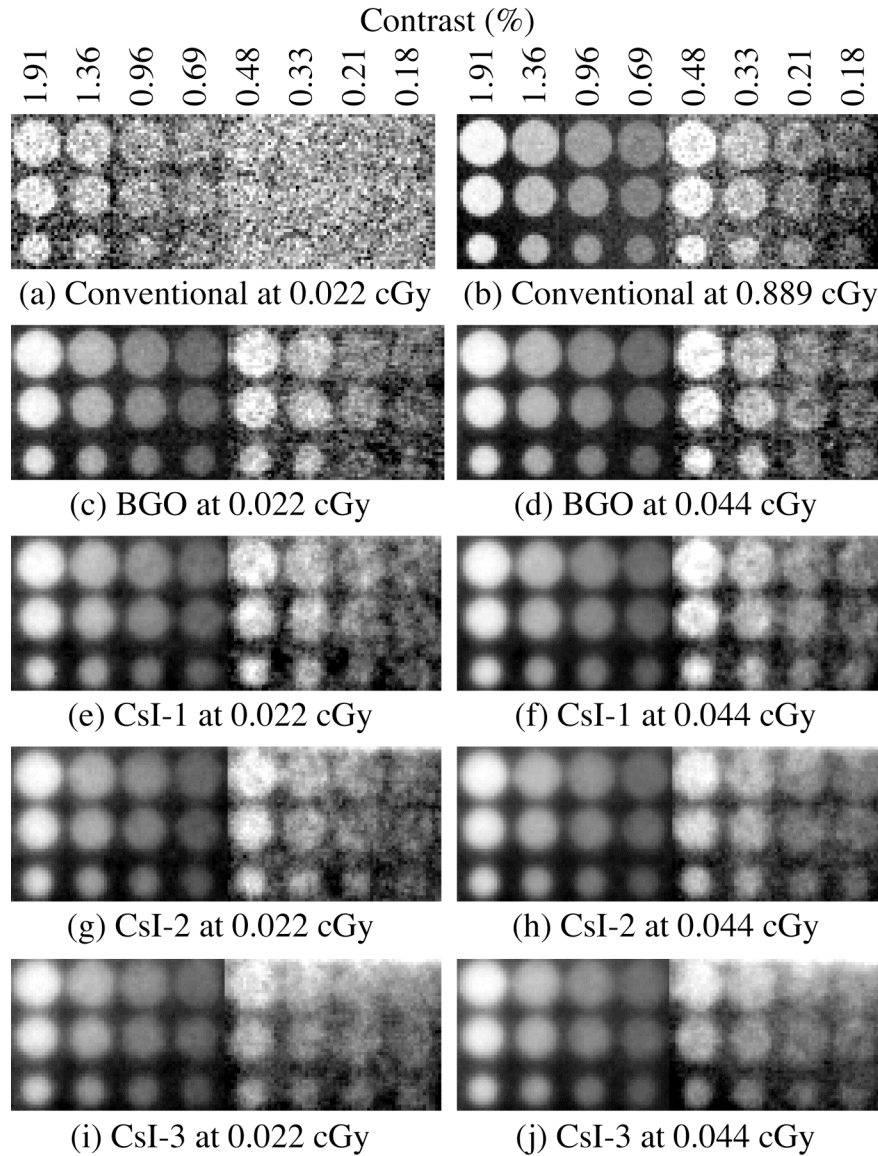 Contrast (%)
1.91 1.36 0.96 0.69 0.48 0.33 0.21 0.18 1.91 1.36 0.96 0.69 0.48 0.33 0.21 0.18
(a) Conventional at 0.022 cGy (b) Conventional at 0.889 cGy
(c) BGO at 0.022 cGy (d) BGO at 0.044 cGy
(e) CsI-1 at 0.022 cGy (f) CsI-1 at 0.044 cGy
(g) CsI-2 at 0.022 cGy (h) CsI-2 at 0.044 cGy
(i) CsI-3 at 0.022 cGy (j) CsI-3 at 0.044 cGy